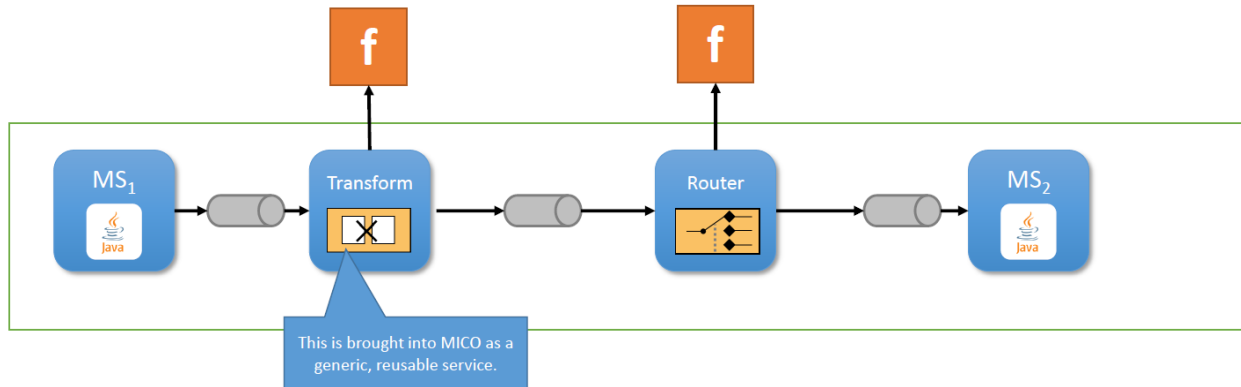 f
f
MS₁
Java
Transform
Router
MS₂
Java
This is brought into MICO as a
generic, reusable service.